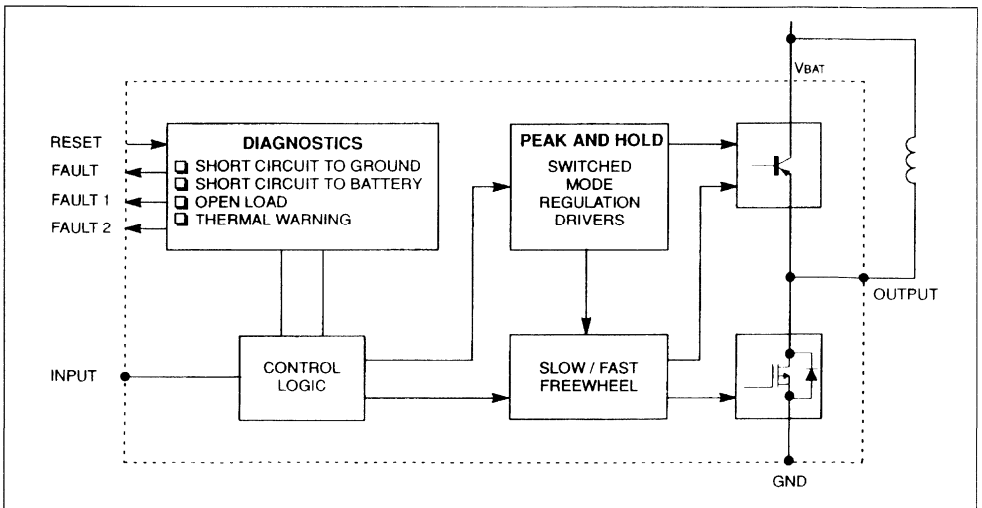 VBAT
RESET
FAULT
FAULT 1
FAULT 2
DIAGNOSTICS
❑ SHORT CIRCUIT TO GROUND
❑ SHORT CIRCUIT TO BATTERY
❑ OPEN LOAD
❑ THERMAL WARNING
PEAK AND HOLD
SWITCHED
MODE
REGULATION
DRIVERS
OUTPUT
INPUT
CONTROL
LOGIC
SLOW / FAST
FREEWHEEL
GND